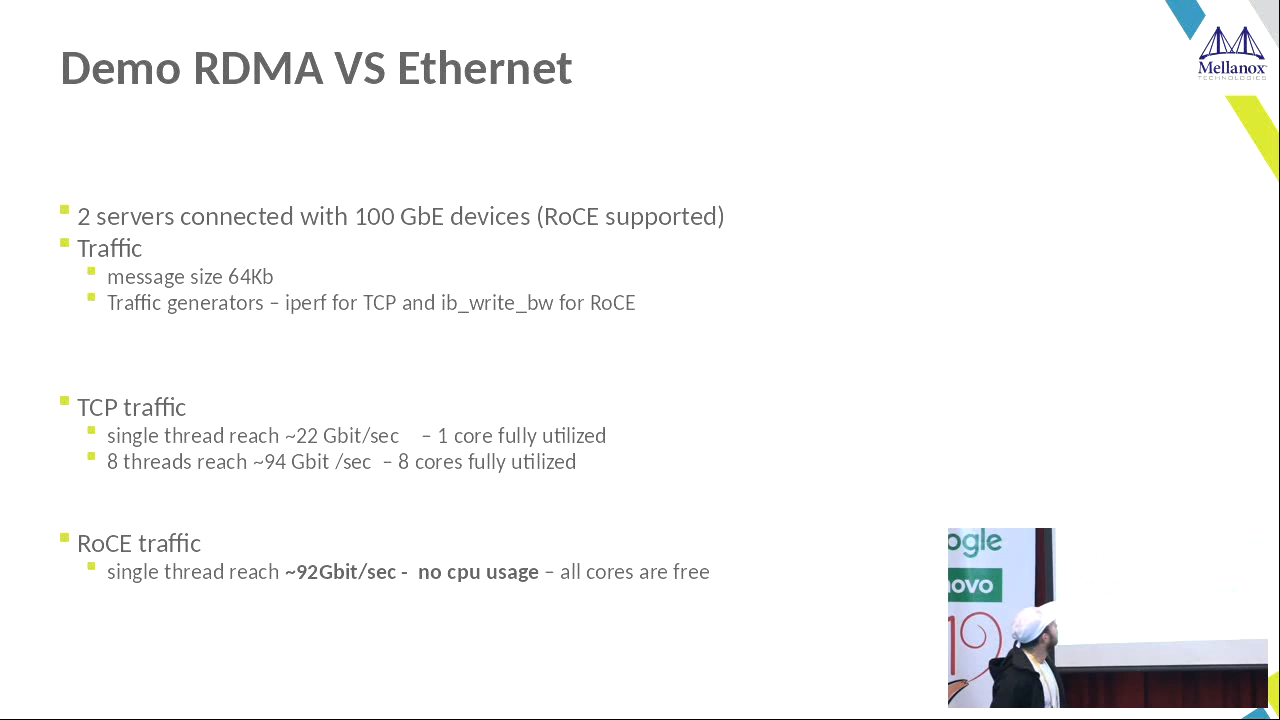 Demo RDMA VS Ethernet
Mellanox
TECHNOLOGIES
2 servers connected with 100 GbE devices (RoCE supported)
Traffic
message size 64Kb
Traffic generators – iperf for TCP and ib_write_bw for RoCE
TCP traffic
single thread reach ~22 Gbit/sec – 1 core fully utilized
8 threads reach ~94 Gbit /sec – 8 cores fully utilized
RoCE traffic
single thread reach ~92Gbit/sec - no cpu usage – all cores are free
ogle
ovo